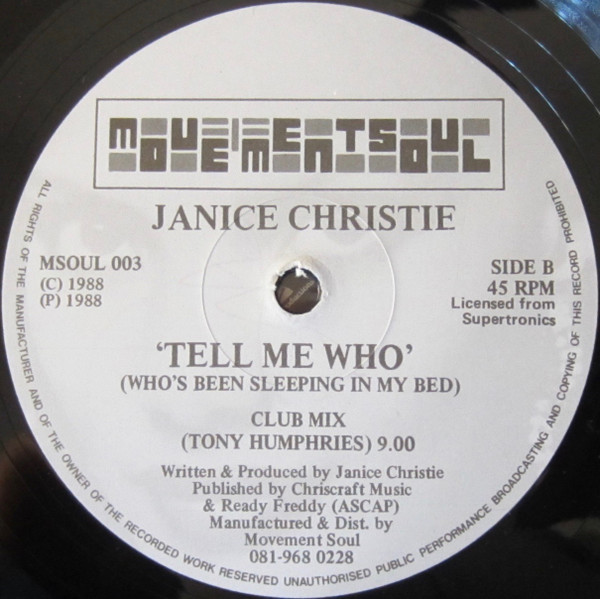 MOVEMENTSOUL
JANICE CHRISTIE
MSOUL 003
(C) 1988
(P) 1988
SIDE B
45 RPM
Licensed from
Supertronics
'TELL ME WHO'
(WHO'S BEEN SLEEPING IN MY BED)
CLUB MIX
(TONY HUMPHRIES) 9.00
Written & Produced by Janice Christie
Published by Chriscraft Music
& Ready Freddy (ASCAP)
Manufactured & Dist. by
Movement Soul
081-968 0228
ALL RIGHTS OF THE MANUFACTURER AND OF THE OWNER OF THE RECORDED WORK RESERVED UNAUTHORISED PUBLIC PERFORMANCE BROADCASTING AND COPYING OF THIS RECORD PROHIBITED